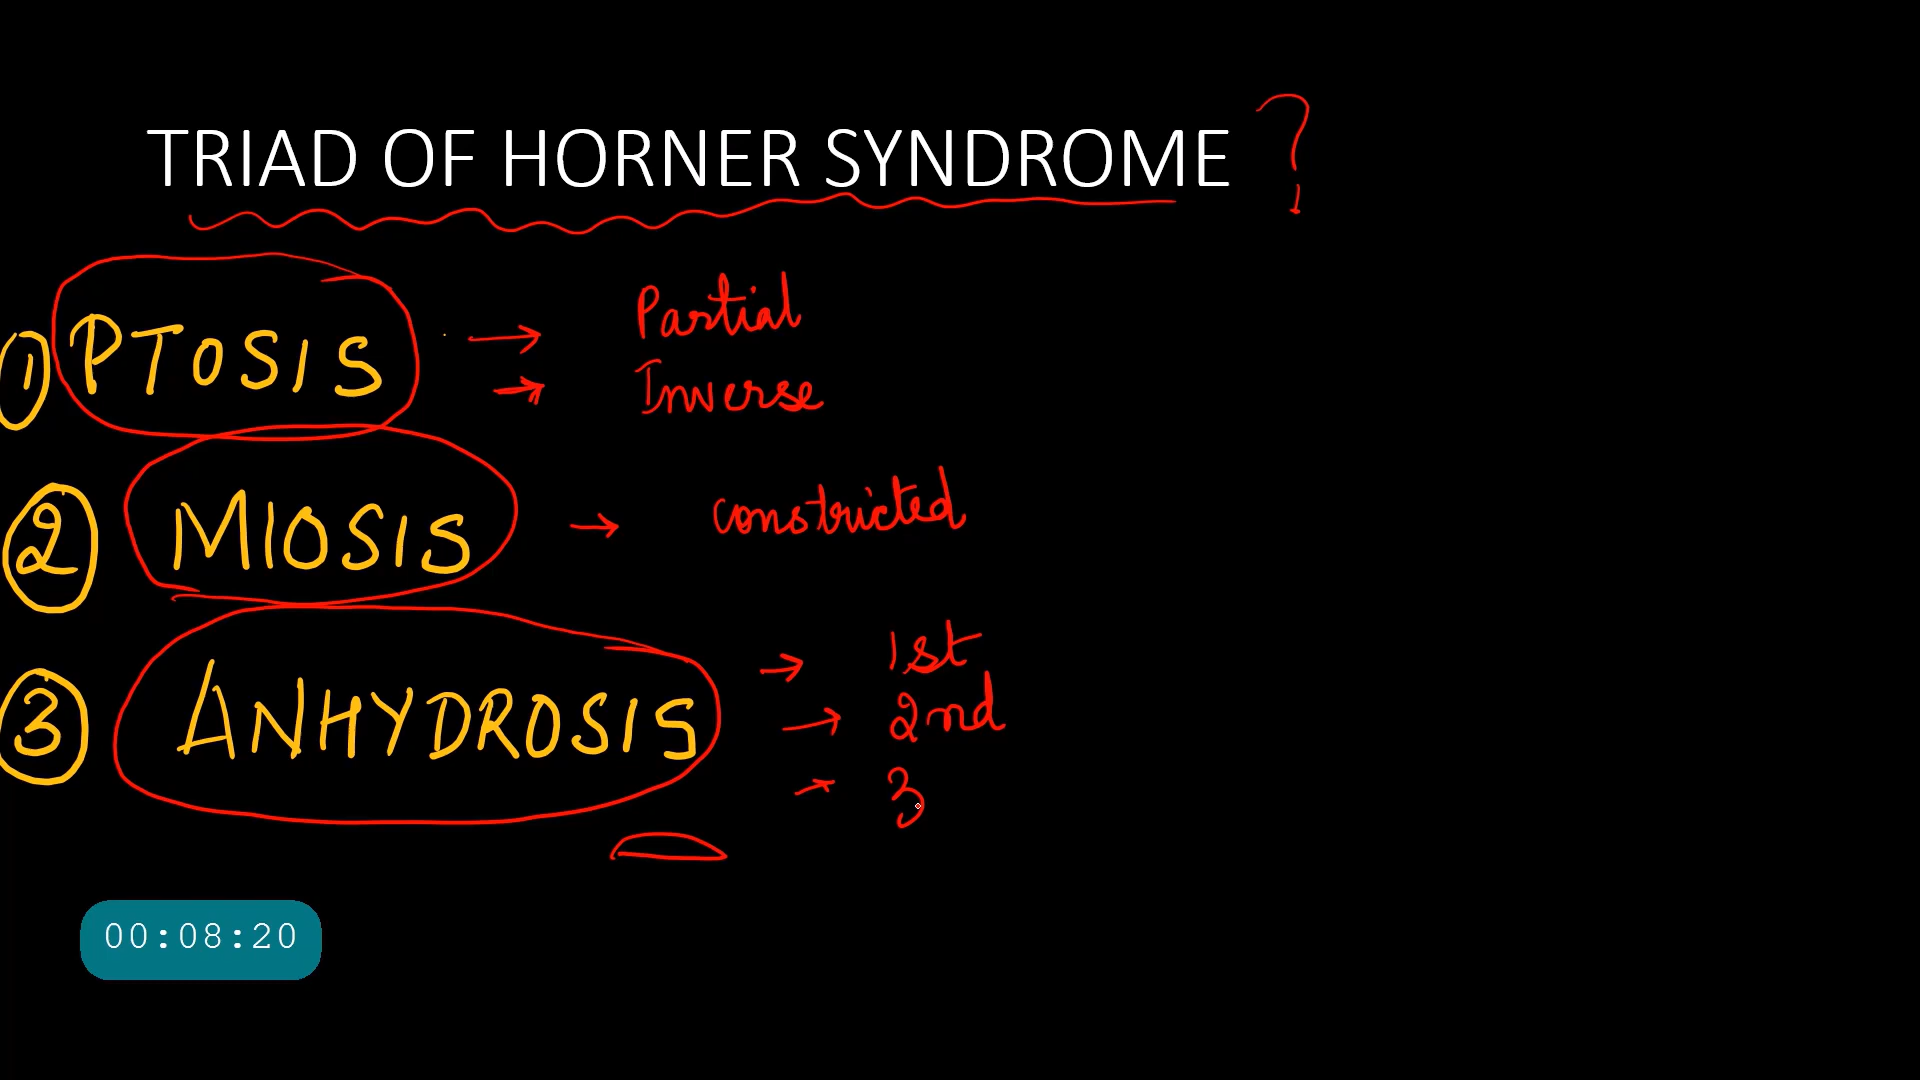 TRIAD OF HORNER SYNDROME ?
① PTOSIS → Partial
→ Inverse
② MIOSIS → constricted
③ ANHYDROSIS → 1st
→ 2nd
→ 3
00:08:20